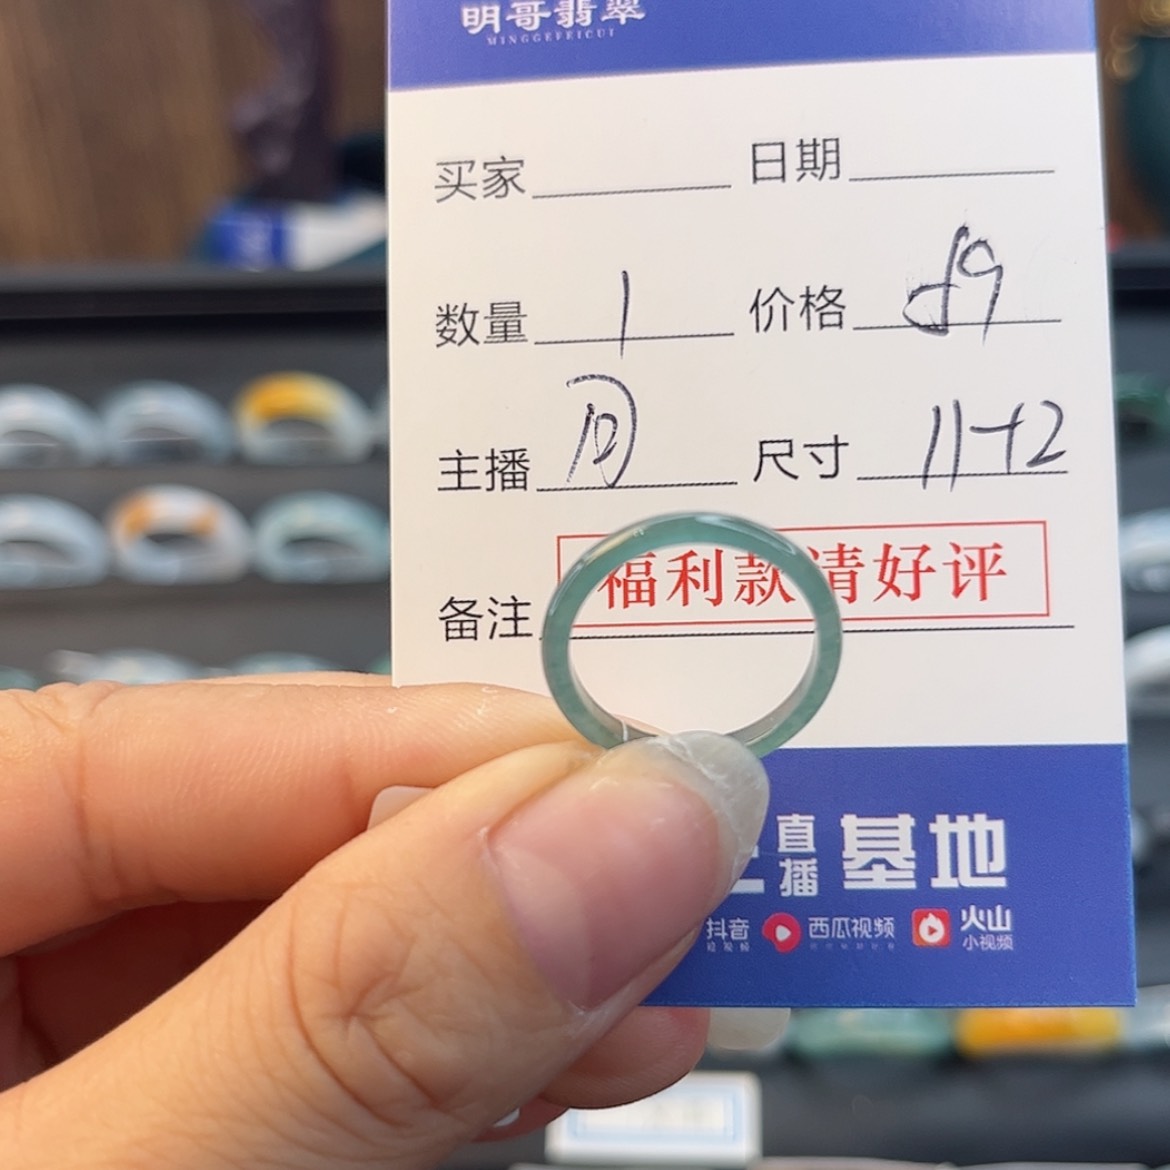 明哥翡翠
MINGGEFEICUI
买家 日期
数量 1 价格 59
主播 周 尺寸 11+2
备注 福利款请好评
直播 基地
抖音 西瓜视频 火山
小视频